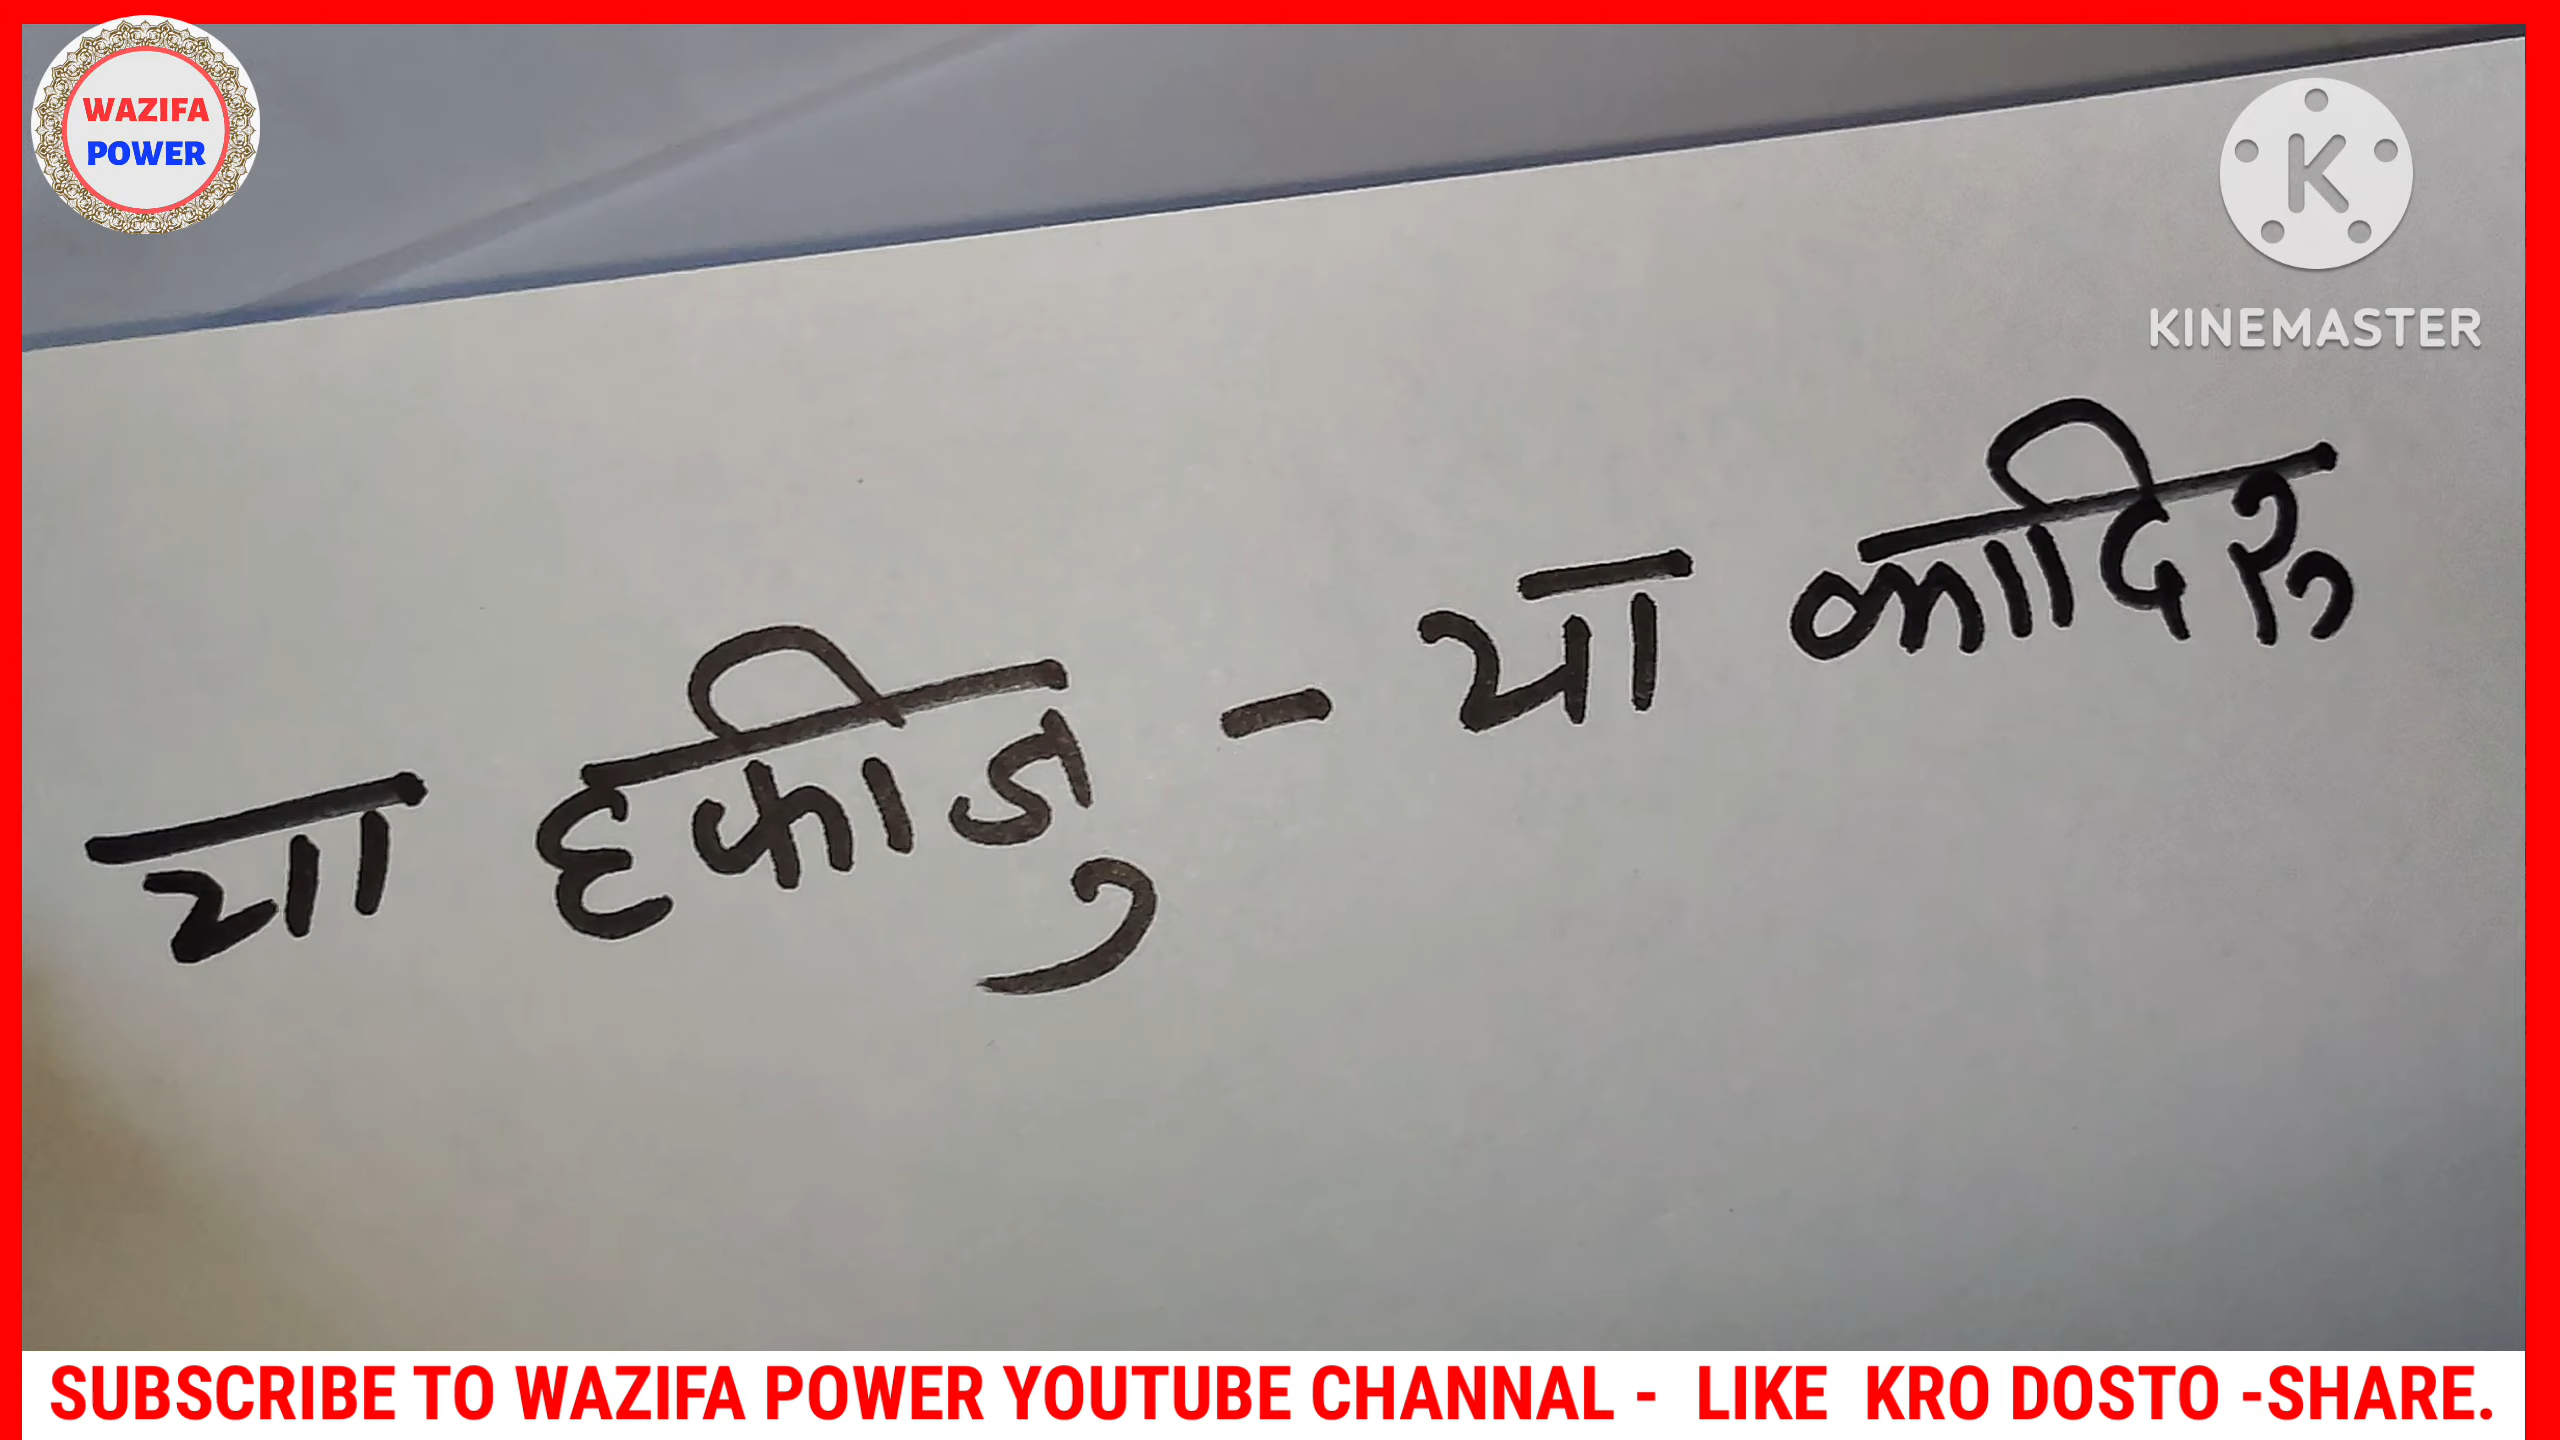 WAZIFA
POWER
KINEMASTER
या हफीजु - या कादिरु
SUBSCRIBE TO WAZIFA POWER YOUTUBE CHANNAL - LIKE KRO DOSTO -SHARE.